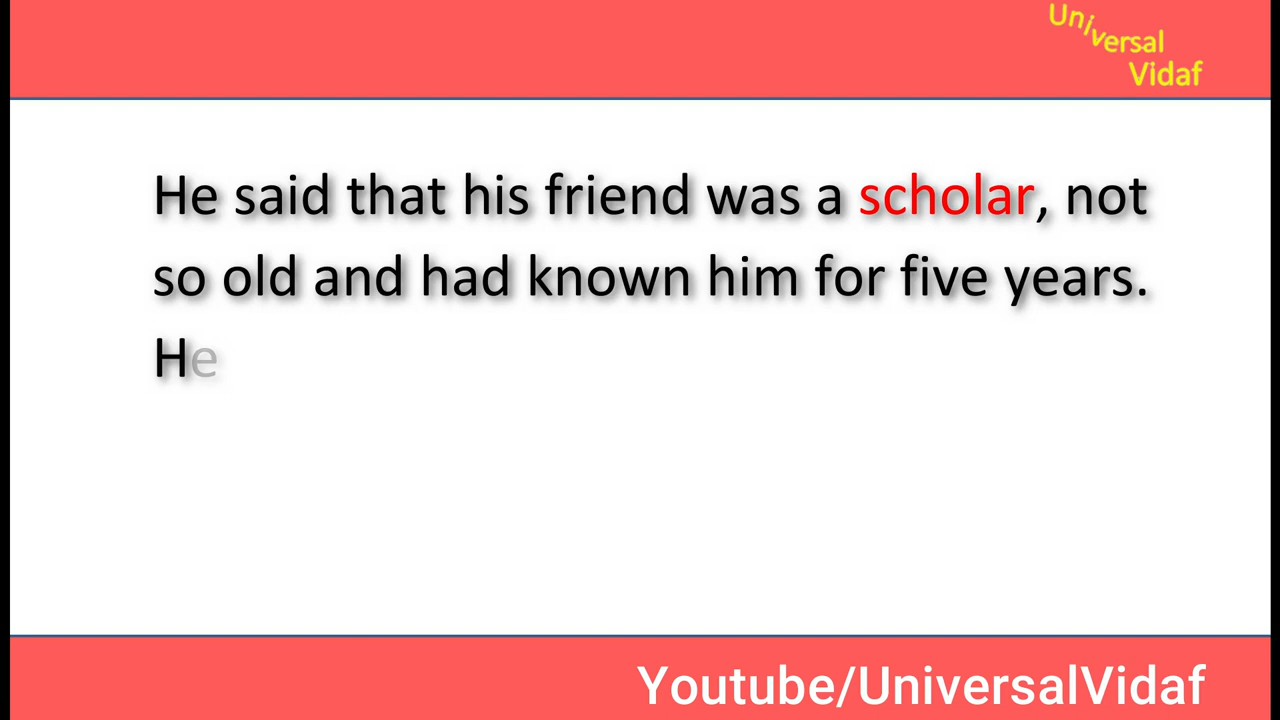 Universal
Vidaf
He said that his friend was a scholar, not
so old and had known him for five years.
He
Youtube/UniversalVidaf